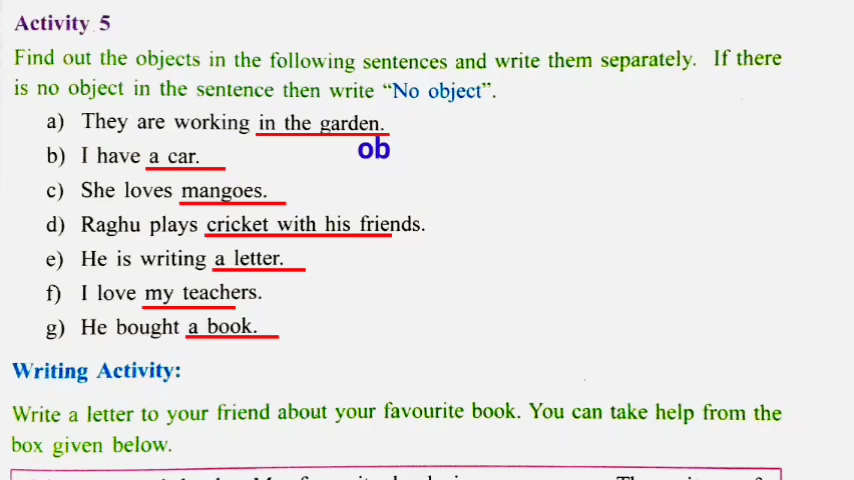 Activity 5
Find out the objects in the following sentences and write them separately. If there
is no object in the sentence then write “No object”.
a) They are working in the garden.
ob
b) I have a car.
c) She loves mangoes.
d) Raghu plays cricket with his friends.
e) He is writing a letter.
f) I love my teachers.
g) He bought a book.
Writing Activity:
Write a letter to your friend about your favourite book. You can take help from the
box given below.